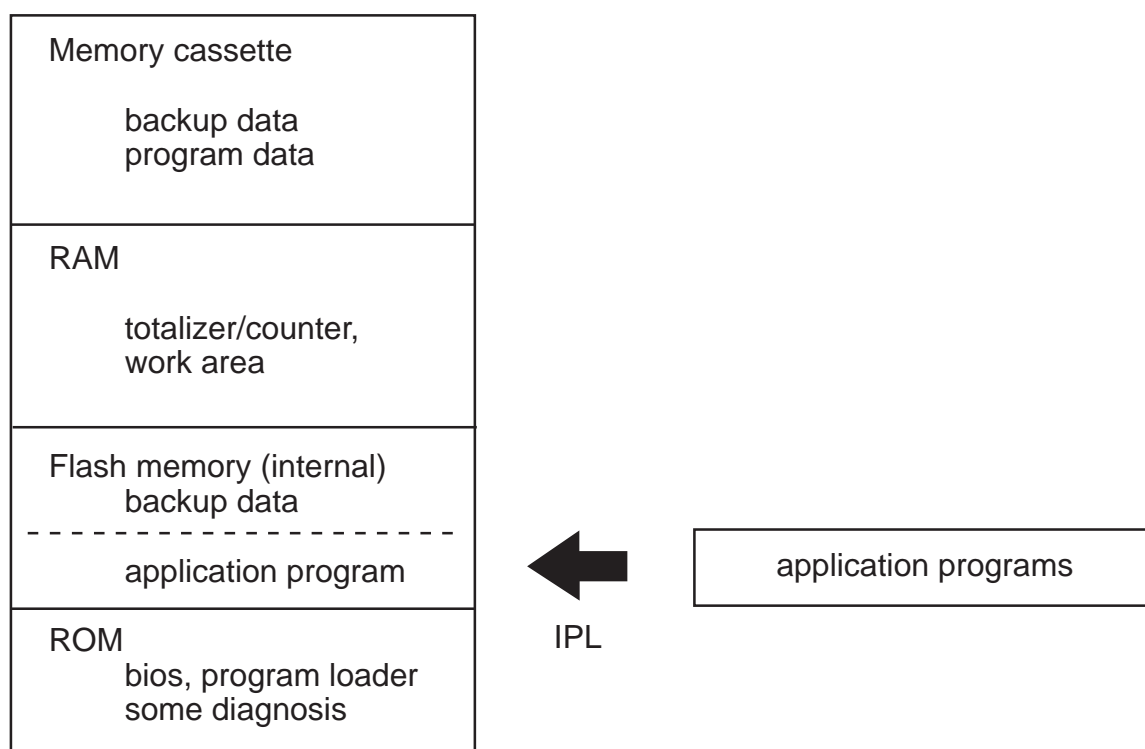 Memory cassette
backup data
program data
RAM
totalizer/counter,
work area
Flash memory (internal)
backup data
application program
application programs
IPL
ROM
bios, program loader
some diagnosis